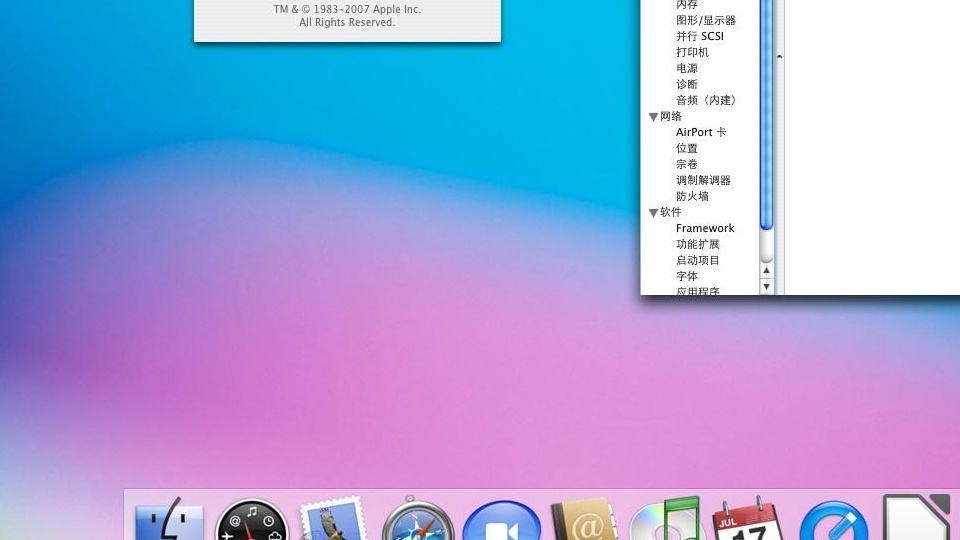 TM & © 1983-2007 Apple Inc.
All Rights Reserved.
内存
图形/显示器
并行 SCSI
打印机
电源
诊断
音频（内建）
网络
AirPort 卡
位置
宗卷
调制解调器
防火墙
软件
Framework
功能扩展
启动项目
字体
应用程序
@
@
JUL
17